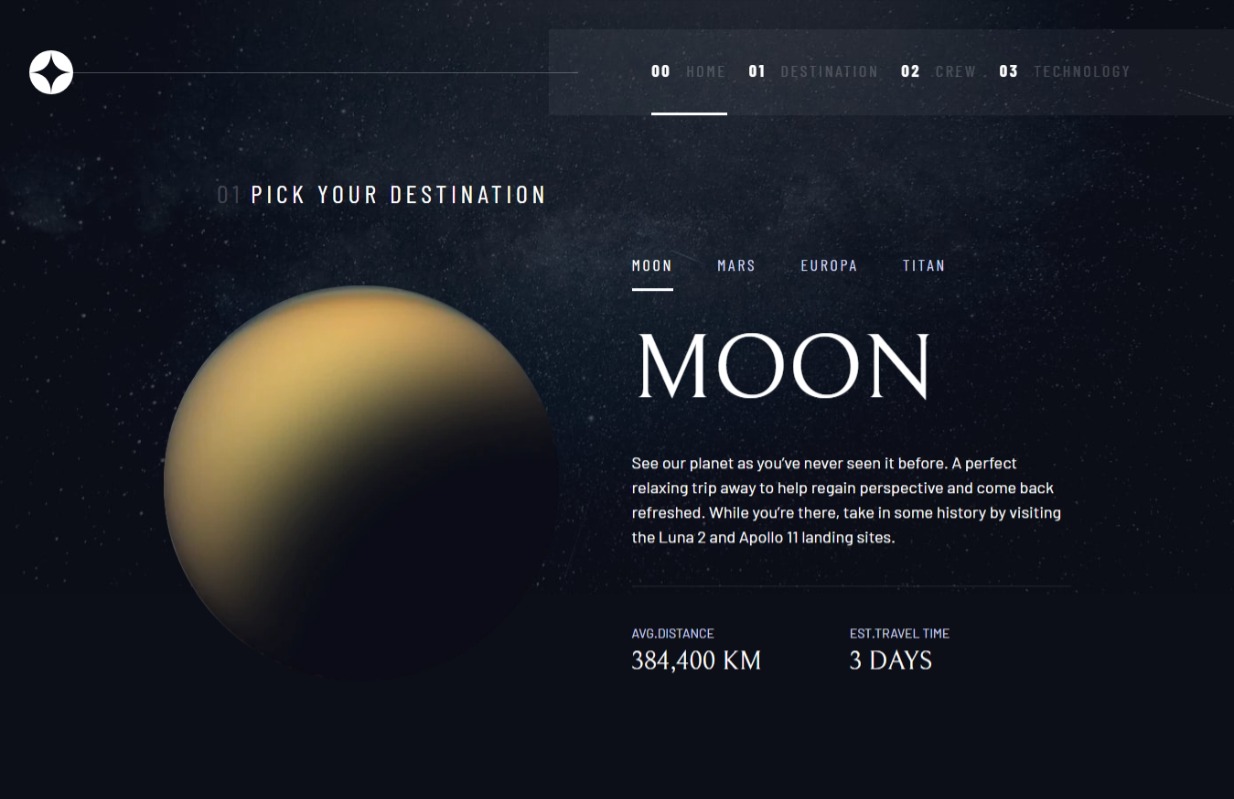 00 HOME 01 DESTINATION 02 CREW 03 TECHNOLOGY
01 PICK YOUR DESTINATION
MOON MARS EUROPA TITAN
MOON
See our planet as you’ve never seen it before. A perfect
relaxing trip away to help regain perspective and come back
refreshed. While you’re there, take in some history by visiting
the Luna 2 and Apollo 11 landing sites.
AVG.DISTANCE EST.TRAVEL TIME
384,400 KM 3 DAYS